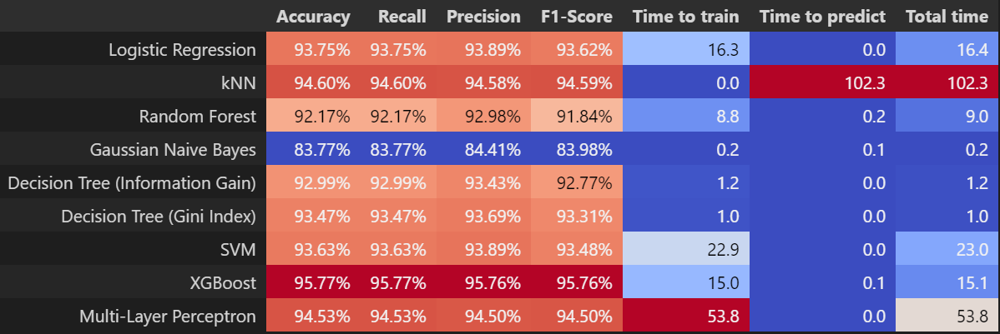 Accuracy Recall Precision F1-Score Time to train Time to predict Total time
Logistic Regression 93.75% 93.75% 93.89% 93.62% 16.3 0.0 16.4
kNN 94.60% 94.60% 94.58% 94.59% 0.0 102.3 102.3
Random Forest 92.17% 92.17% 92.98% 91.84% 8.8 0.2 9.0
Gaussian Naive Bayes 83.77% 83.77% 84.41% 83.98% 0.2 0.1 0.2
Decision Tree (Information Gain) 92.99% 92.99% 93.43% 92.77% 1.2 0.0 1.2
Decision Tree (Gini Index) 93.47% 93.47% 93.69% 93.31% 1.0 0.0 1.0
SVM 93.63% 93.63% 93.89% 93.48% 22.9 0.0 23.0
XGBoost 95.77% 95.77% 95.76% 95.76% 15.0 0.1 15.1
Multi-Layer Perceptron 94.53% 94.53% 94.50% 94.50% 53.8 0.0 53.8